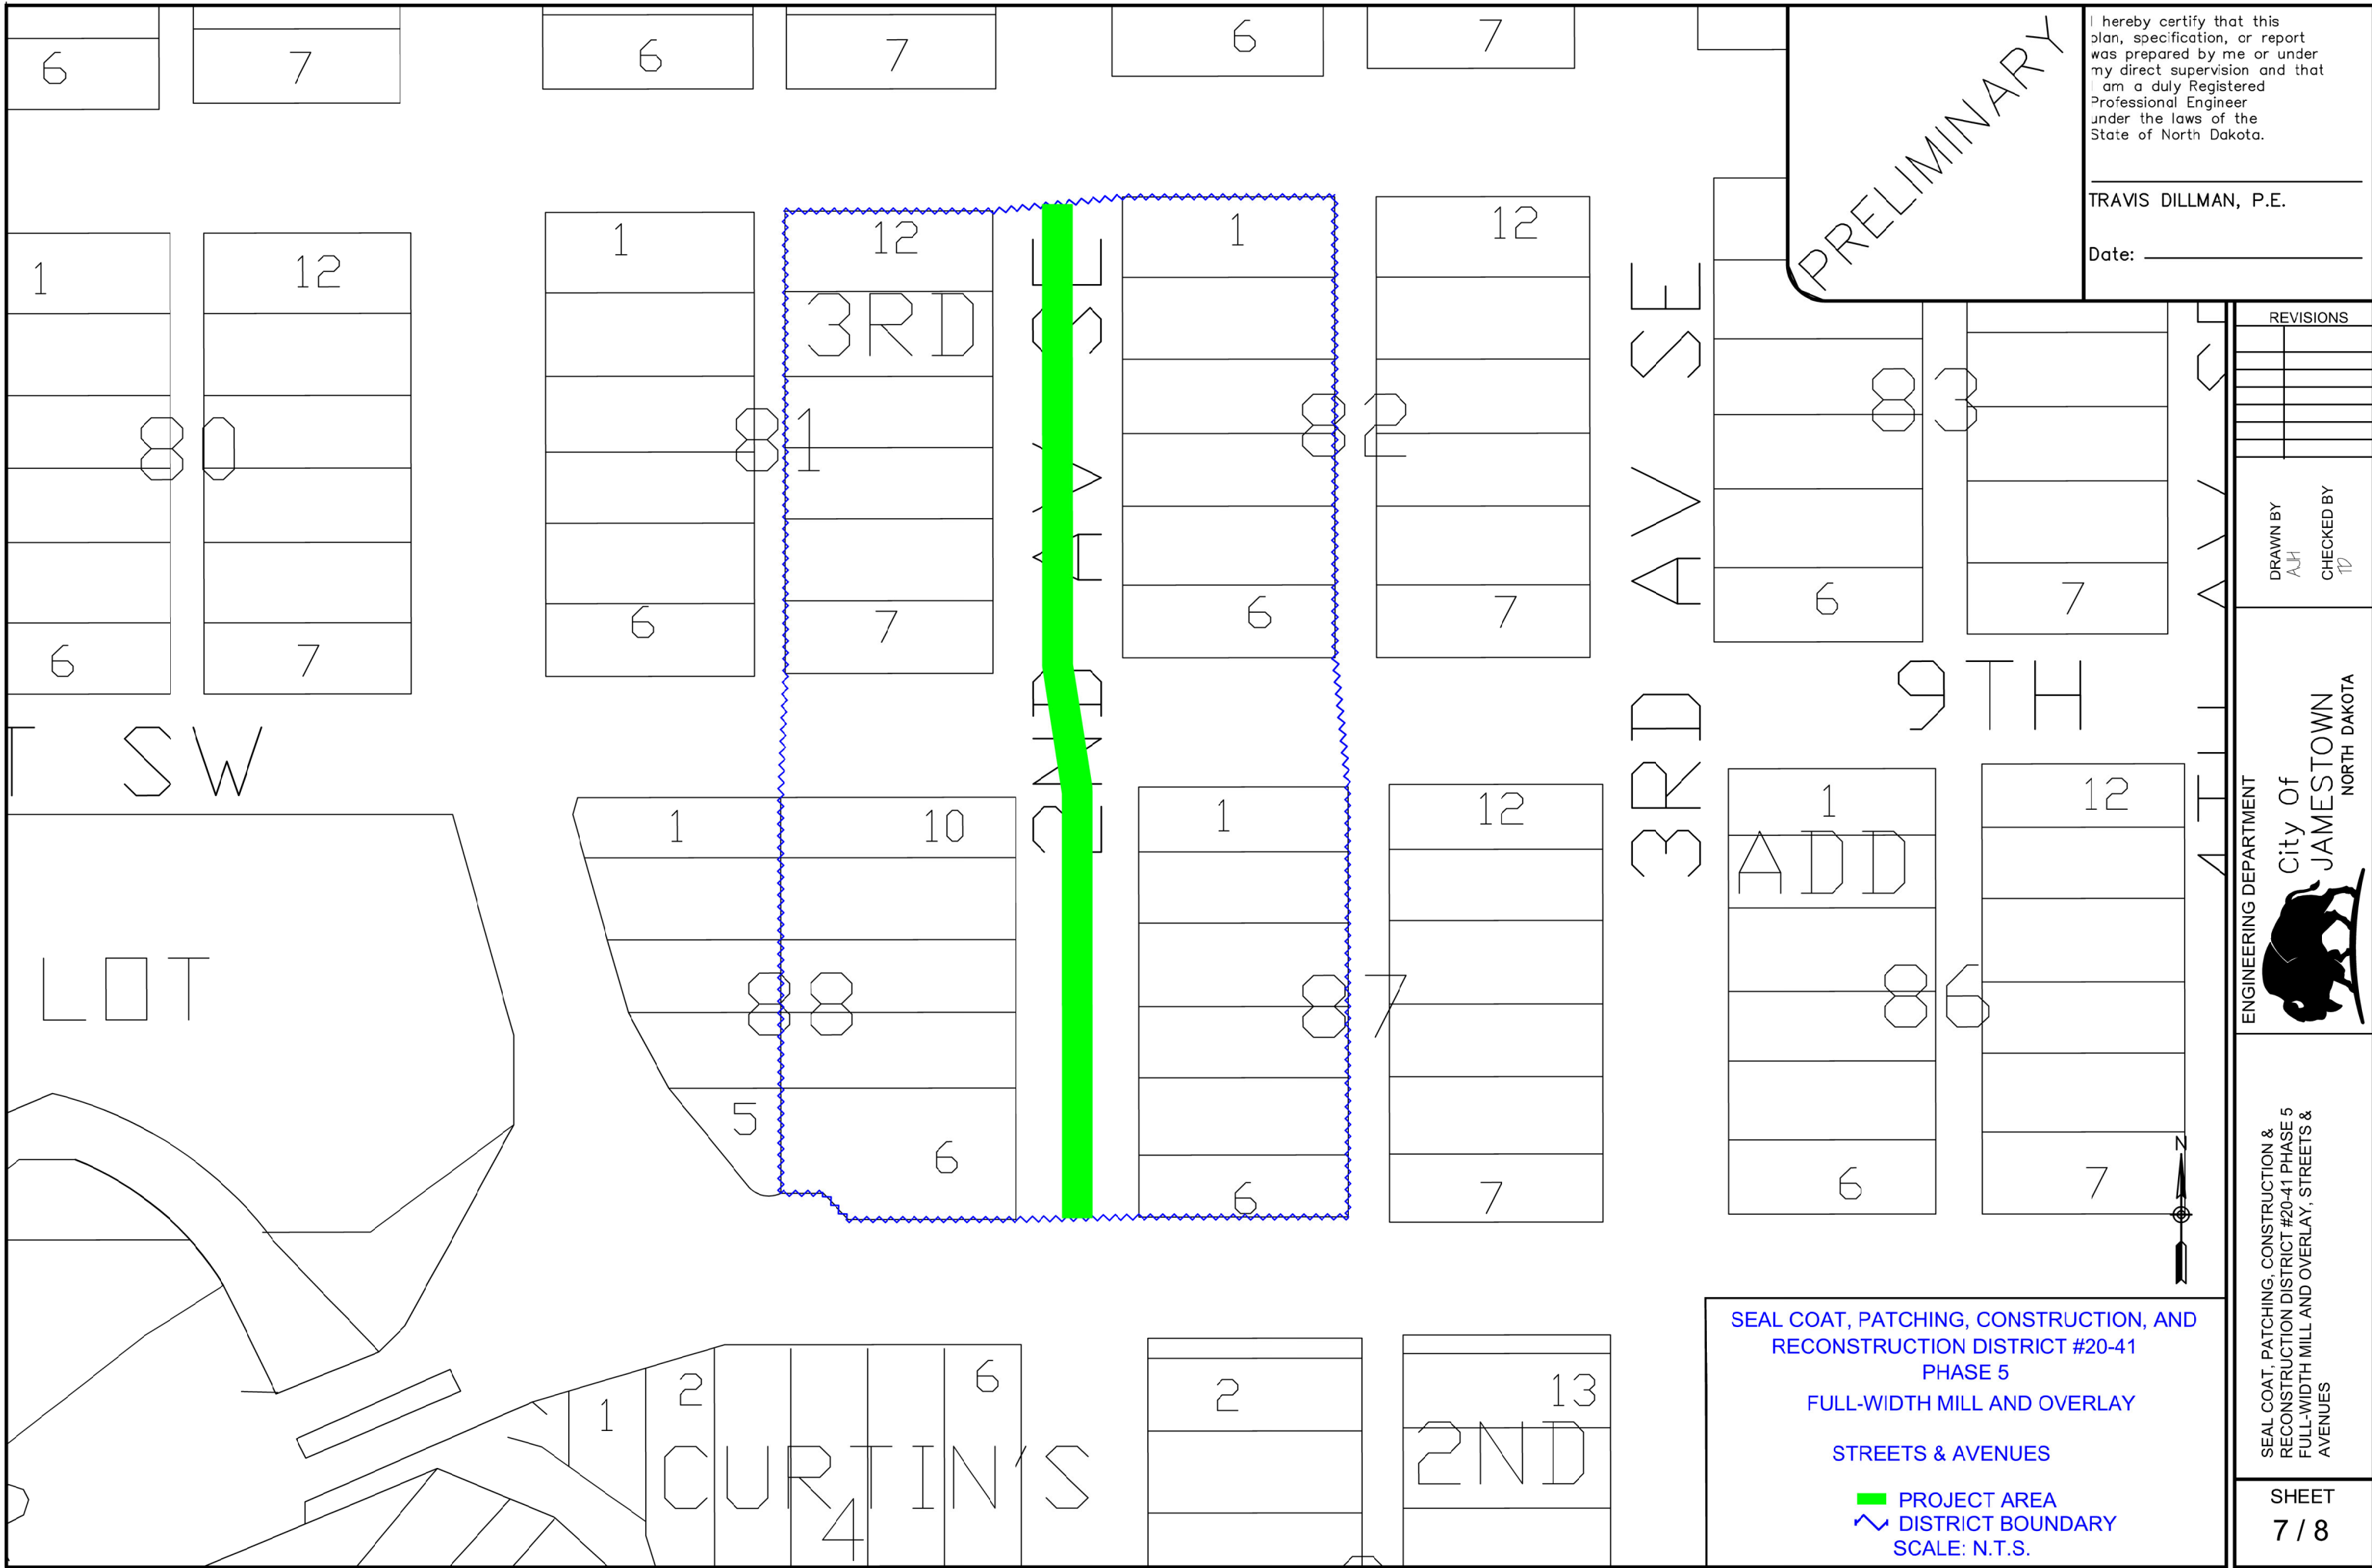 6
7
6
7
6
7
PRELIMINARY
I hereby certify that this
plan, specification, or report
was prepared by me or under
my direct supervision and that
I am a duly Registered
Professional Engineer
under the laws of the
State of North Dakota.
TRAVIS DILLMAN, P.E.
Date:
1
12
1
12
1
12
3RD
80
81
82
83
6
7
6
7
6
7
6
7
2ND AV SE
3RD AV SE
9TH
T SW
1
10
1
12
1
12
ADD
LOT
88
87
86
5
6
6
7
6
7
N
1
2
6
2
13
CURTIN'S
4
2ND
SEAL COAT, PATCHING, CONSTRUCTION, AND
RECONSTRUCTION DISTRICT #20-41
PHASE 5
FULL-WIDTH MILL AND OVERLAY
STREETS & AVENUES
PROJECT AREA
DISTRICT BOUNDARY
SCALE: N.T.S.
REVISIONS
DRAWN BY
AJH
CHECKED BY
TD
ENGINEERING DEPARTMENT
City Of
JAMESTOWN
NORTH DAKOTA
SEAL COAT, PATCHING, CONSTRUCTION &
RECONSTRUCTION DISTRICT #20-41 PHASE 5
FULL-WIDTH MILL AND OVERLAY, STREETS &
AVENUES
SHEET
7 / 8